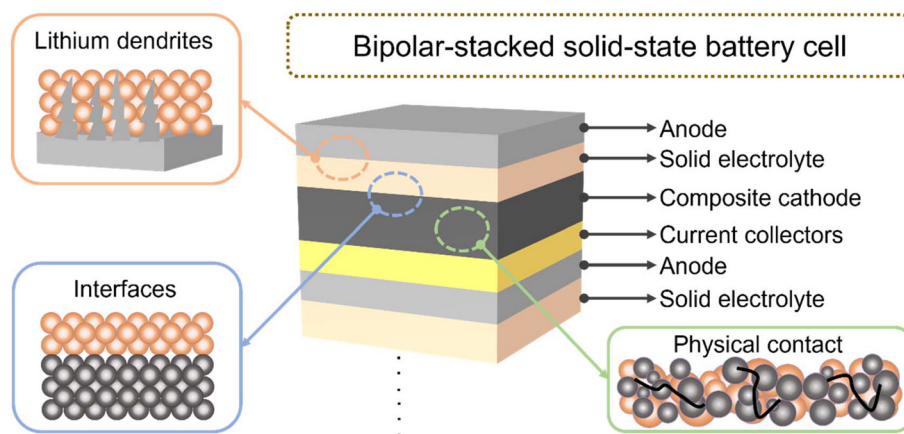 Lithium dendrites
Bipolar-stacked solid-state battery cell
Anode
Solid electrolyte
Composite cathode
Current collectors
Anode
Solid electrolyte
Interfaces
Physical contact